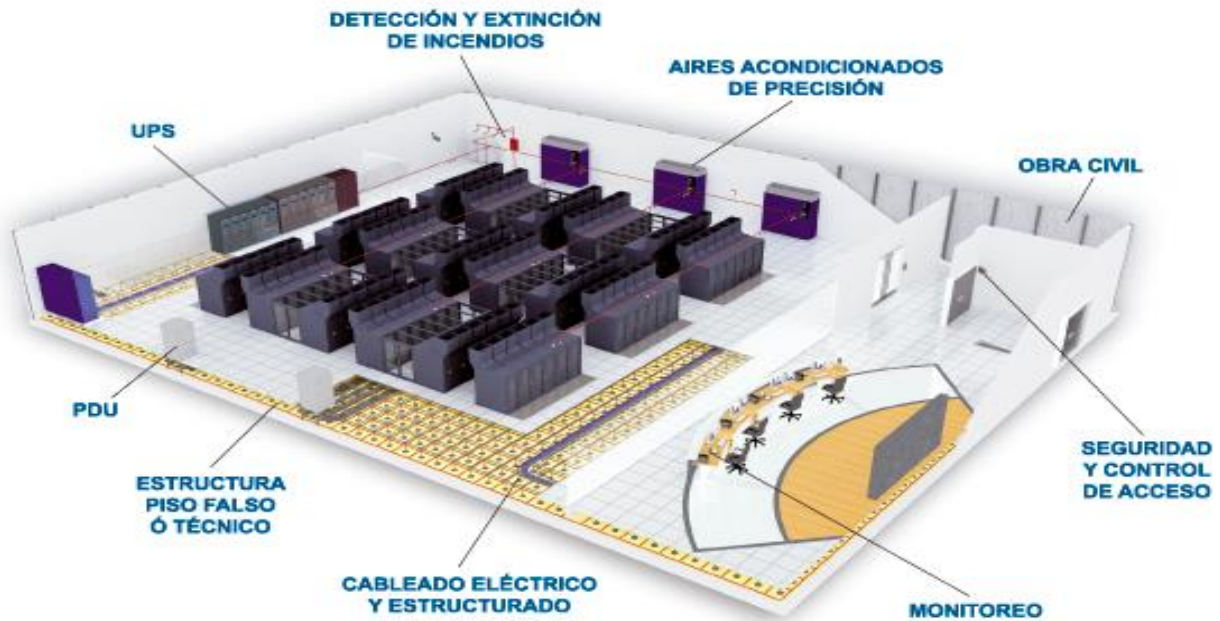 DETECCIÓN Y EXTINCIÓN
DE INCENDIOS
AIRES ACONDICIONADOS
DE PRECISIÓN
UPS
OBRA CIVIL
PDU
ESTRUCTURA
PISO FALSO
Ó TÉCNICO
SEGURIDAD
Y CONTROL
DE ACCESO
CABLEADO ELÉCTRICO
Y ESTRUCTURADO
MONITOREO